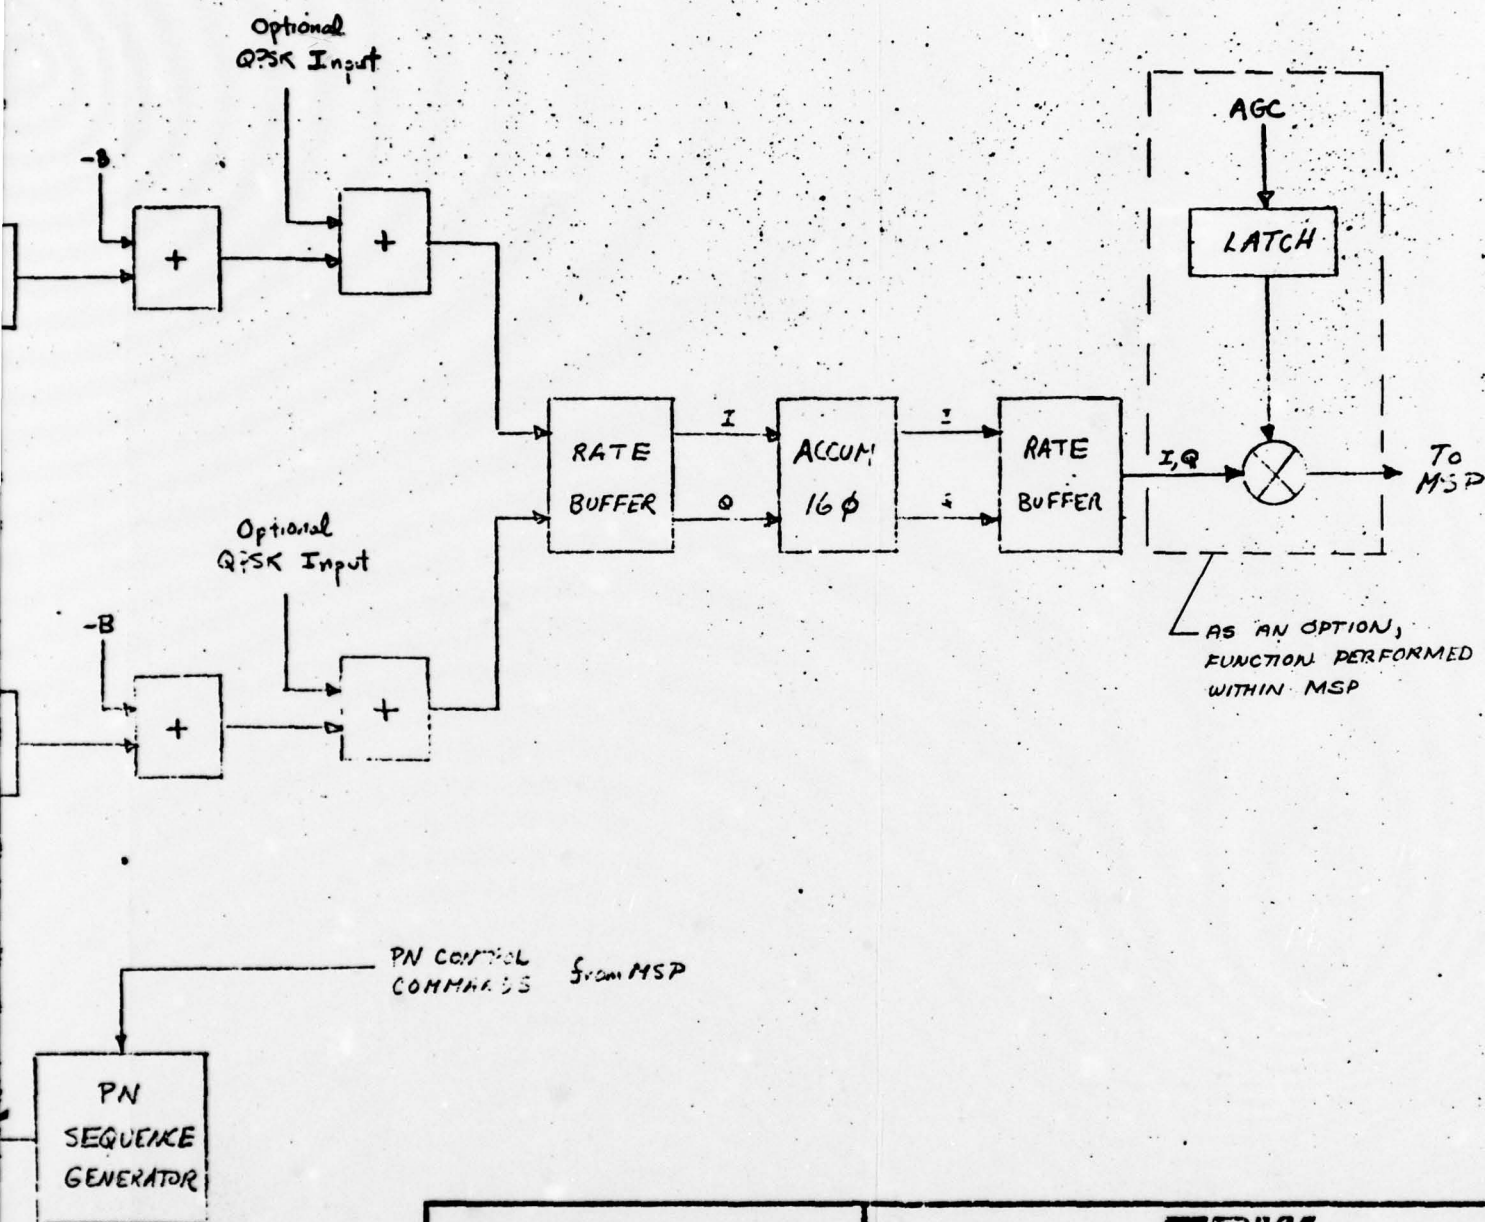 Optional
QPSK Input
AGC
-B
+
+
LATCH
RATE
BUFFER
I
Q
ACCUM
16 φ
I
RATE
BUFFER
I,Q
TO
MSP
Optional
QPSK Input
-B
+
+
AS AN OPTION,
FUNCTION PERFORMED
WITHIN MSP
PN CONTROL
COMMANDS from MSP
PN
SEQUENCE
GENERATOR